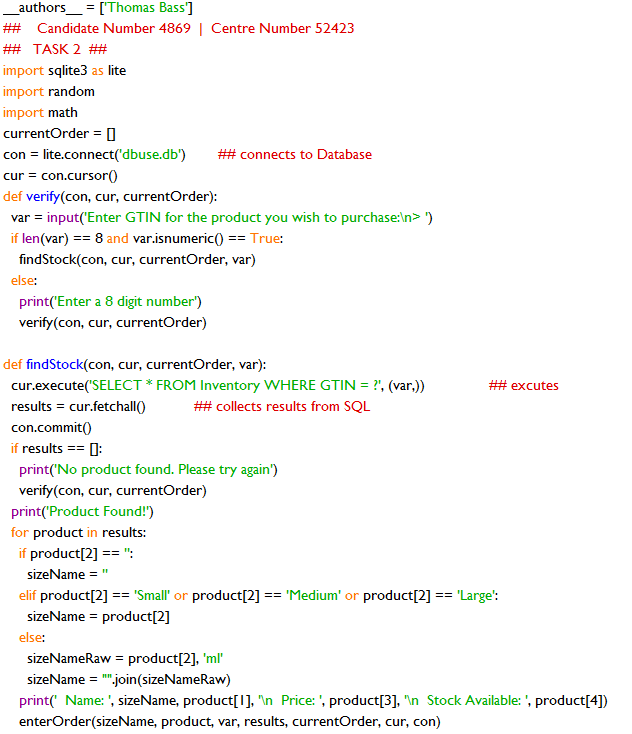 __authors__ = ['Thomas Bass']
##    Candidate Number 4869  |  Centre Number 52423
##   TASK 2  ##
import sqlite3 as lite
import random
import math
currentOrder = []
con = lite.connect('dbuse.db')        ## connects to Database
cur = con.cursor()
def verify(con, cur, currentOrder):
  var = input('Enter GTIN for the product you wish to purchase:\n> ')
  if len(var) == 8 and var.isnumeric() == True:
    findStock(con, cur, currentOrder, var)
  else:
    print('Enter a 8 digit number')
    verify(con, cur, currentOrder)

def findStock(con, cur, currentOrder, var):
  cur.execute('SELECT * FROM Inventory WHERE GTIN = ?', (var,))                ## excutes
  results = cur.fetchall()            ## collects results from SQL
  con.commit()
  if results == []:
    print('No product found. Please try again')
    verify(con, cur, currentOrder)
  print('Product Found!')
  for product in results:
    if product[2] == '':
      sizeName = ''
    elif product[2] == 'Small' or product[2] == 'Medium' or product[2] == 'Large':
      sizeName = product[2]
    else:
      sizeNameRaw = product[2], 'ml'
      sizeName = "".join(sizeNameRaw)
    print('  Name: ', sizeName, product[1], '\n  Price: ', product[3], '\n  Stock Available: ', product[4])
    enterOrder(sizeName, product, var, results, currentOrder, cur, con)